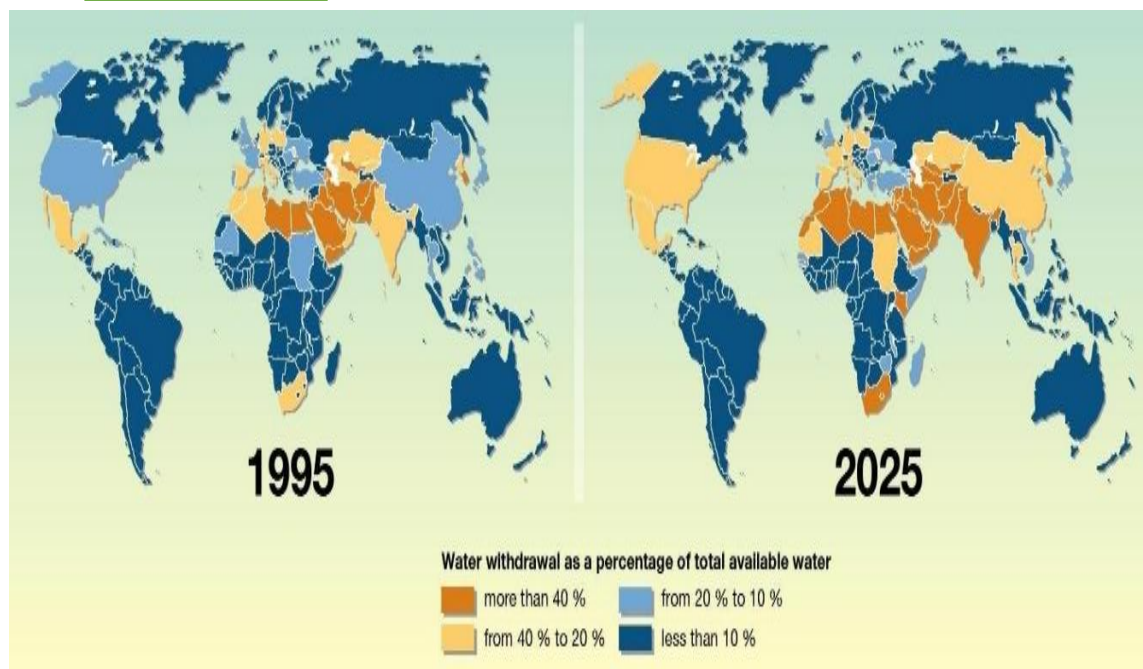 1995
2025
Water withdrawal as a percentage of total available water
more than 40 %
from 20 % to 10 %
from 40 % to 20 %
less than 10 %